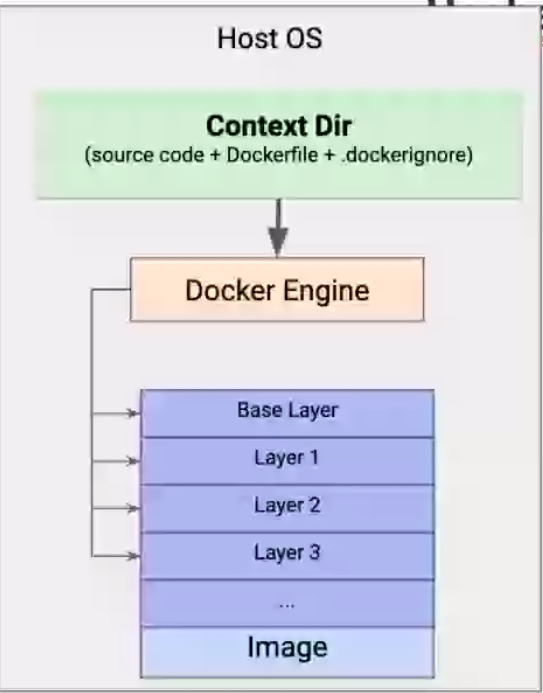 Host OS
Context Dir
(source code + Dockerfile + .dockerignore)
Docker Engine
Base Layer
Layer 1
Layer 2
Layer 3
...
Image